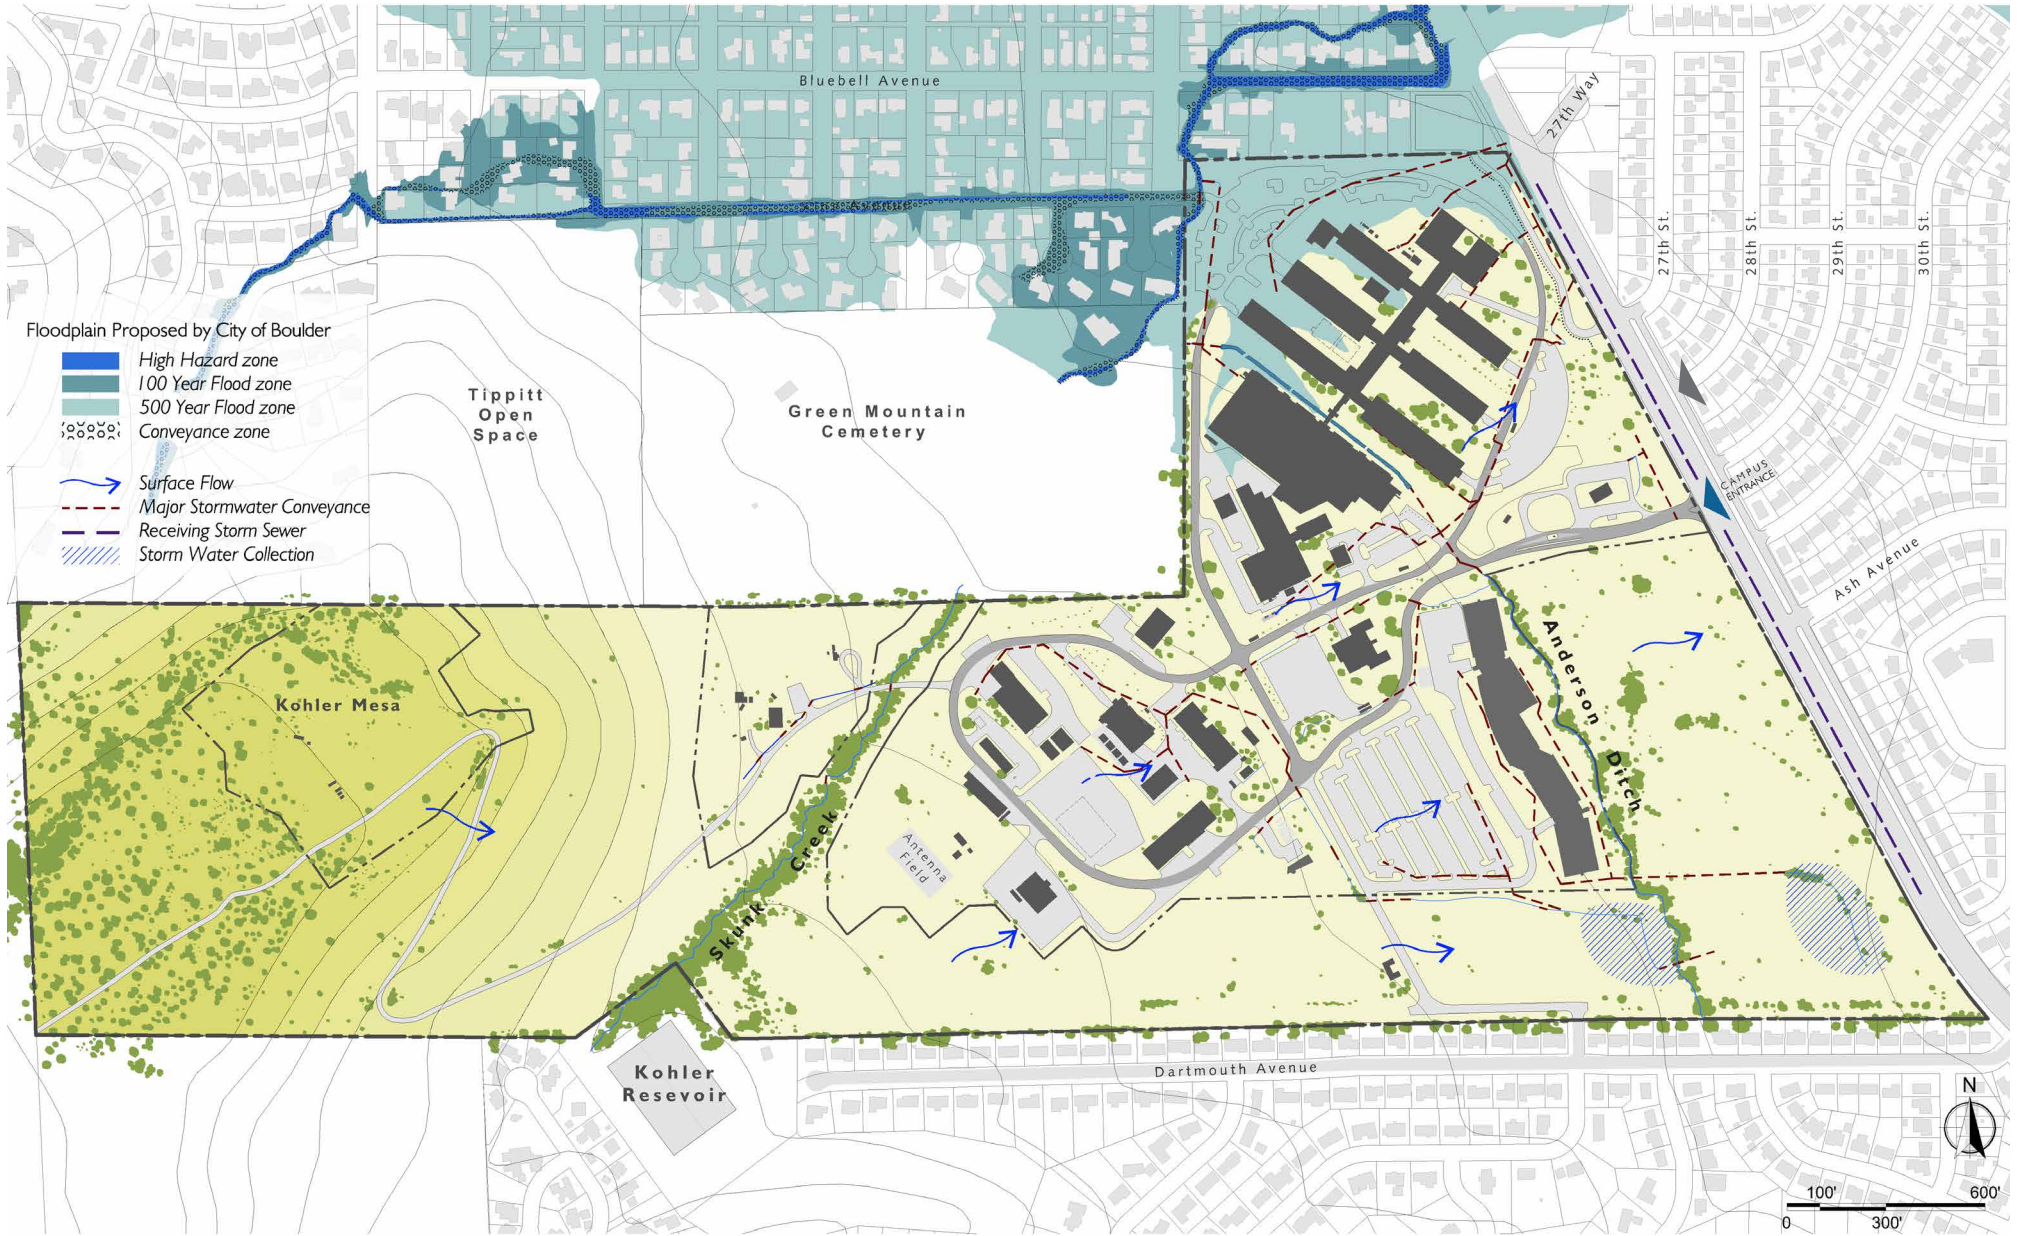 Bluebell Avenue
27th Way
27th St.
28th St.
29th St.
30th St.
Floodplain Proposed by City of Boulder
High Hazard zone
100 Year Flood zone
500 Year Flood zone
Conveyance zone
Surface Flow
Major Stormwater Conveyance
Receiving Storm Sewer
Storm Water Collection
Tippitt
Open
Space
Green Mountain
Cemetery
CAMPUS
ENTRANCE
Ash Avenue
Anderson
Ditch
Kohler Mesa
Antenna
Field
Skunk Creek
Kohler
Resevoir
Dartmouth Avenue
N
100'
600'
0
300'